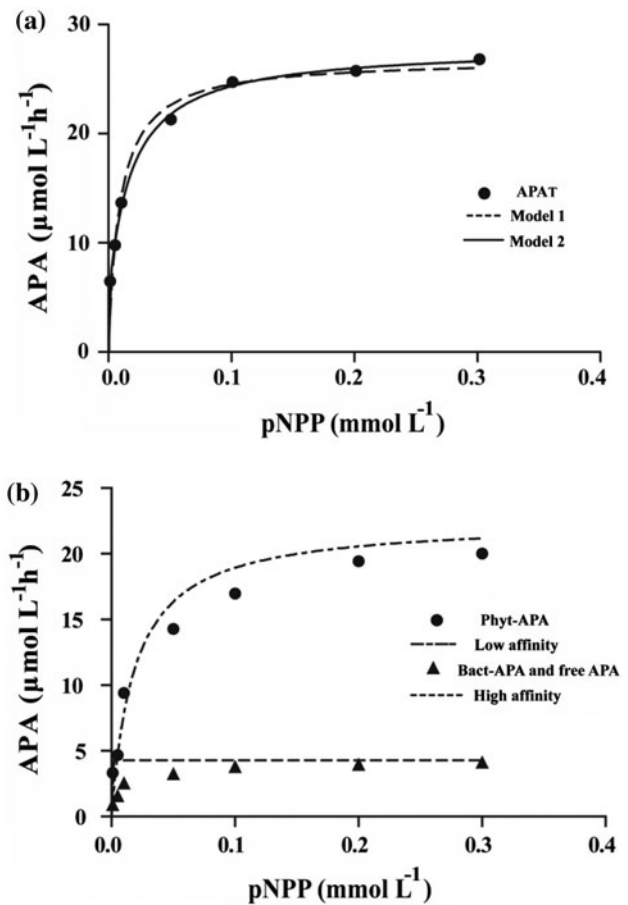 (a)
30
20
10
0
APA (µmol L⁻¹h⁻¹)
APAT
Model 1
Model 2
0.0 0.1 0.2 0.3 0.4
pNPP (mmol L⁻¹)
(b)
25
20
15
10
5
0
APA (µmol L⁻¹h⁻¹)
Phyt-APA
Low affinity
Bact-APA and free APA
High affinity
0.0 0.1 0.2 0.3 0.4
pNPP (mmol L⁻¹)